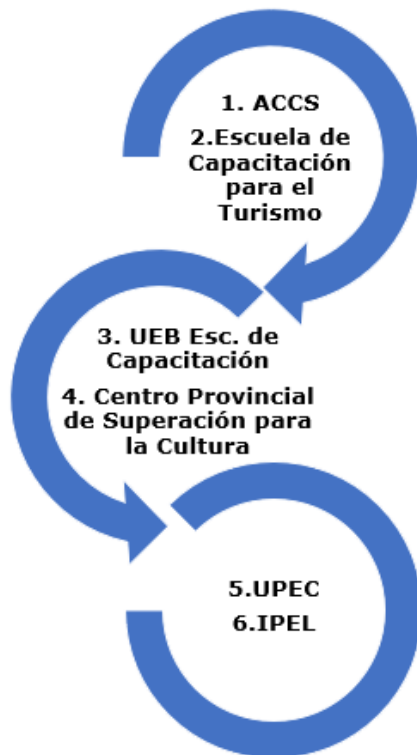 1. ACCS
2.Escuela de
Capacitación
para el
Turismo
3. UEB Esc. de
Capacitación
4. Centro Provincial
de Superación para
la Cultura
5.UPEC
6.IPEL